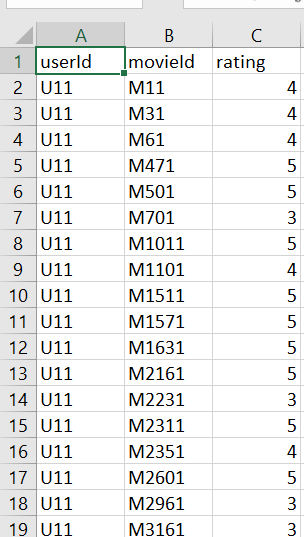 A B C
1 userId movieId rating
2 U11 M11 4
3 U11 M31 4
4 U11 M61 4
5 U11 M471 5
6 U11 M501 5
7 U11 M701 3
8 U11 M1011 5
9 U11 M1101 4
10 U11 M1511 5
11 U11 M1571 5
12 U11 M1631 5
13 U11 M2161 5
14 U11 M2231 3
15 U11 M2311 5
16 U11 M2351 4
17 U11 M2601 5
18 U11 M2961 3
19 U11 M3161 3